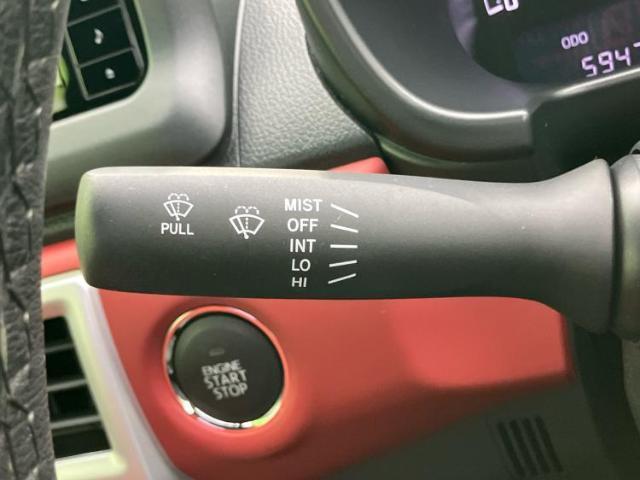 ODO
594
PULL
MIST
OFF
INT
LO
HI
ENGINE
START
STOP